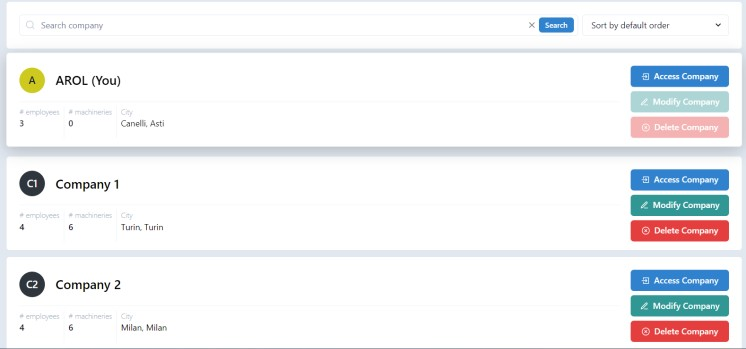 Search company
Search
Sort by default order
A
AROL (You)
# employees # machineries City
3 0 Canelli, Asti
Access Company
Modify Company
Delete Company
C1
Company 1
# employees # machineries City
4 6 Turin, Turin
Access Company
Modify Company
Delete Company
C2
Company 2
# employees # machineries City
4 6 Milan, Milan
Access Company
Modify Company
Delete Company